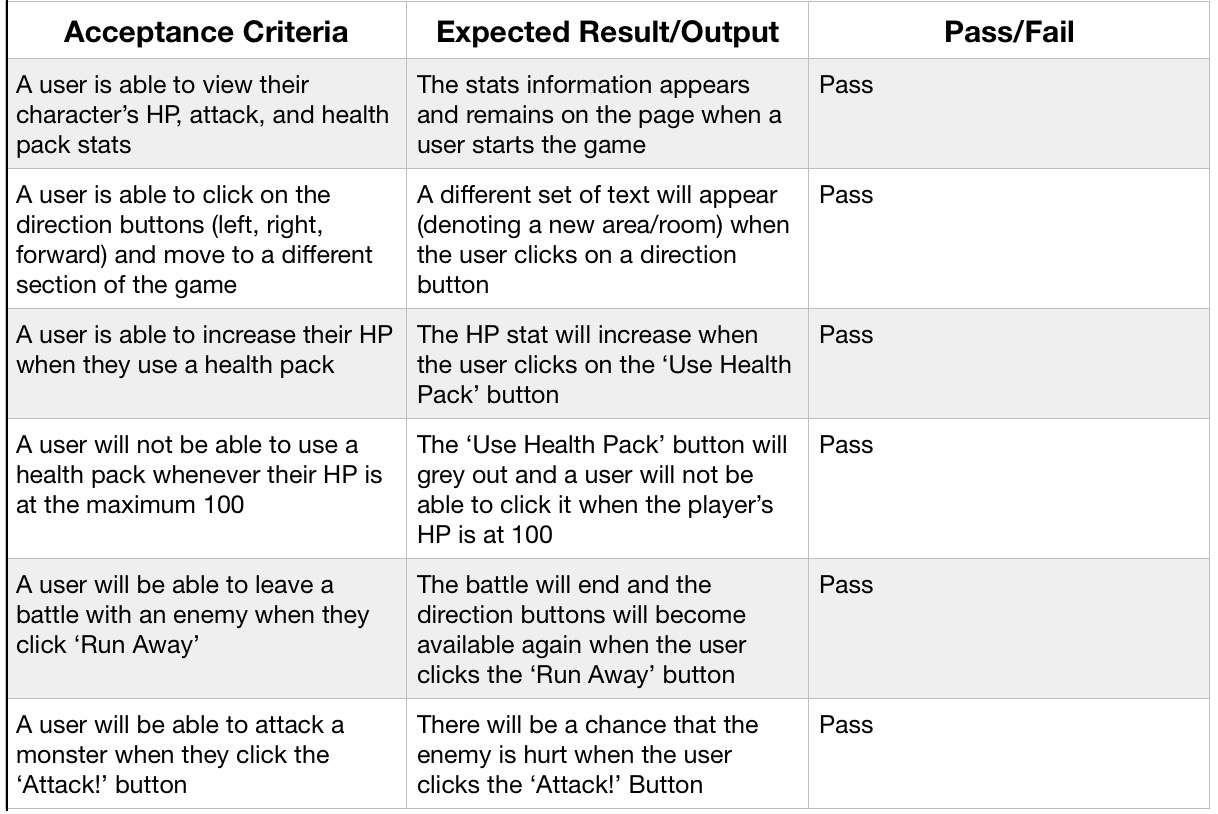 Acceptance Criteria Expected Result/Output Pass/Fail
A user is able to view their
character’s HP, attack, and health
pack stats
The stats information appears
and remains on the page when a
user starts the game
Pass
A user is able to click on the
direction buttons (left, right,
forward) and move to a different
section of the game
A different set of text will appear
(denoting a new area/room) when
the user clicks on a direction
button
Pass
A user is able to increase their HP
when they use a health pack
The HP stat will increase when
the user clicks on the ‘Use Health
Pack’ button
Pass
A user will not be able to use a
health pack whenever their HP is
at the maximum 100
The ‘Use Health Pack’ button will
grey out and a user will not be
able to click it when the player’s
HP is at 100
Pass
A user will be able to leave a
battle with an enemy when they
click ‘Run Away’
The battle will end and the
direction buttons will become
available again when the user
clicks the ‘Run Away’ button
Pass
A user will be able to attack a
monster when they click the
‘Attack!’ button
There will be a chance that the
enemy is hurt when the user
clicks the ‘Attack!’ Button
Pass